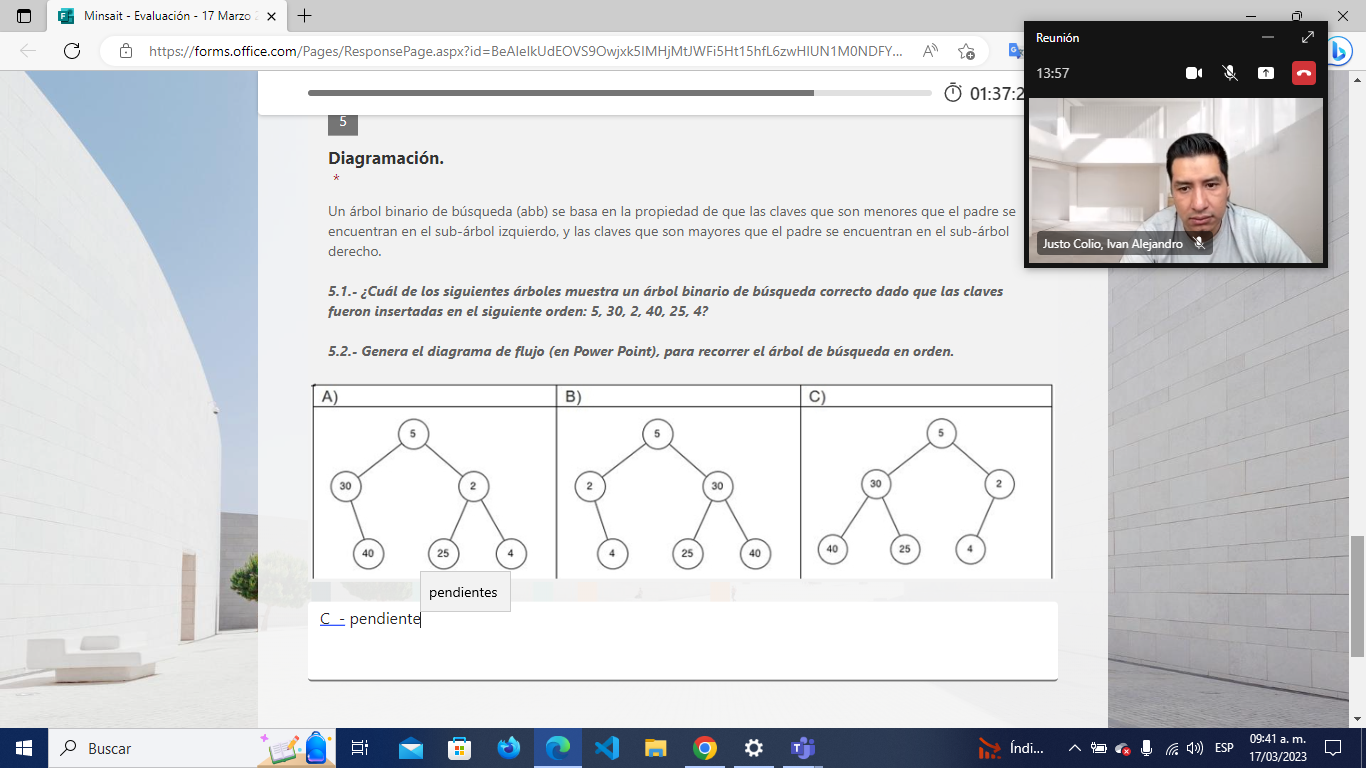 Minsait - Evaluación - 17 Marzo 2
https://forms.office.com/Pages/ResponsePage.aspx?id=BeAIeIkUdEOVS9Owjxk5IMHjMtJWFi5Ht15hfL6zwHIUN1M0NDFY...
Reunión
13:57
Justo Colio, Ivan Alejandro
01:37:2
5
Diagramación.
*
Un árbol binario de búsqueda (abb) se basa en la propiedad de que las claves que son menores que el padre se
encuentran en el sub-árbol izquierdo, y las claves que son mayores que el padre se encuentran en el sub-árbol
derecho.
5.1.- ¿Cuál de los siguientes árboles muestra un árbol binario de búsqueda correcto dado que las claves
fueron insertadas en el siguiente orden: 5, 30, 2, 40, 25, 4?
5.2.- Genera el diagrama de flujo (en Power Point), para recorrer el árbol de búsqueda en orden.
A) B) C)
5 5 5
30 2 2 30 30 2
40 25 4 4 25 40 40 25 4
pendientes
C - pendiente
Buscar
Índi...
ESP
09:41 a. m.
17/03/2023